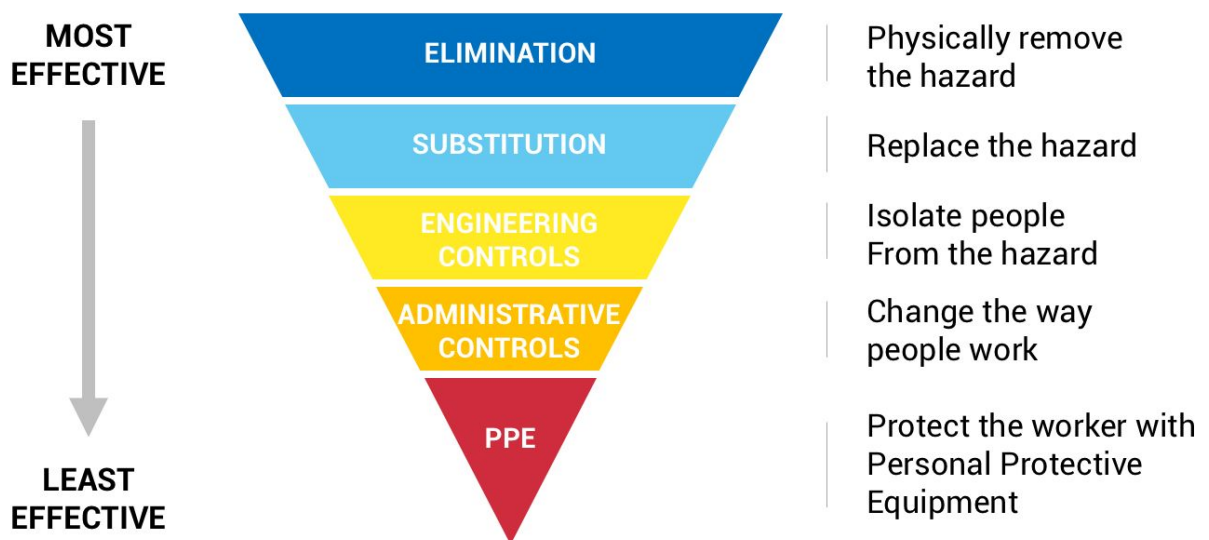 MOST
EFFECTIVE
ELIMINATION
Physically remove
the hazard
SUBSTITUTION
Replace the hazard
ENGINEERING
CONTROLS
Isolate people
From the hazard
ADMINISTRATIVE
CONTROLS
Change the way
people work
PPE
Protect the worker with
Personal Protective
Equipment
LEAST
EFFECTIVE